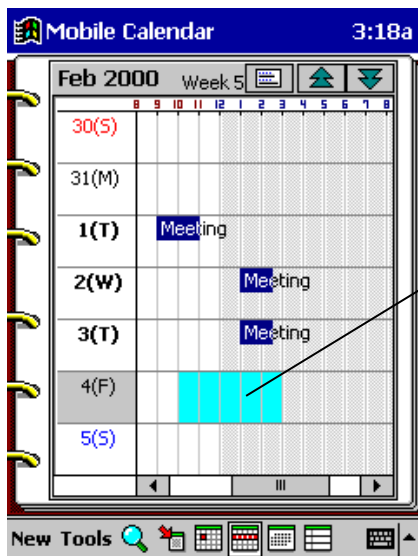 Mobile Calendar 3:18a
Feb 2000 Week 5
8 9 10 11 12 1 2 3 4 5 6 7 8
30(S)
31(M)
1(T) Meeting
2(W) Meeting
3(T) Meeting
4(F)
5(S)
New Tools